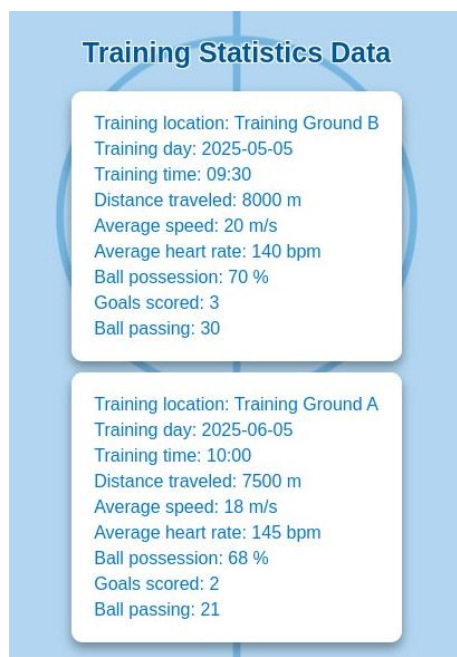 Training Statistics Data
Training location: Training Ground B
Training day: 2025-05-05
Training time: 09:30
Distance traveled: 8000 m
Average speed: 20 m/s
Average heart rate: 140 bpm
Ball possession: 70 %
Goals scored: 3
Ball passing: 30
Training location: Training Ground A
Training day: 2025-06-05
Training time: 10:00
Distance traveled: 7500 m
Average speed: 18 m/s
Average heart rate: 145 bpm
Ball possession: 68 %
Goals scored: 2
Ball passing: 21